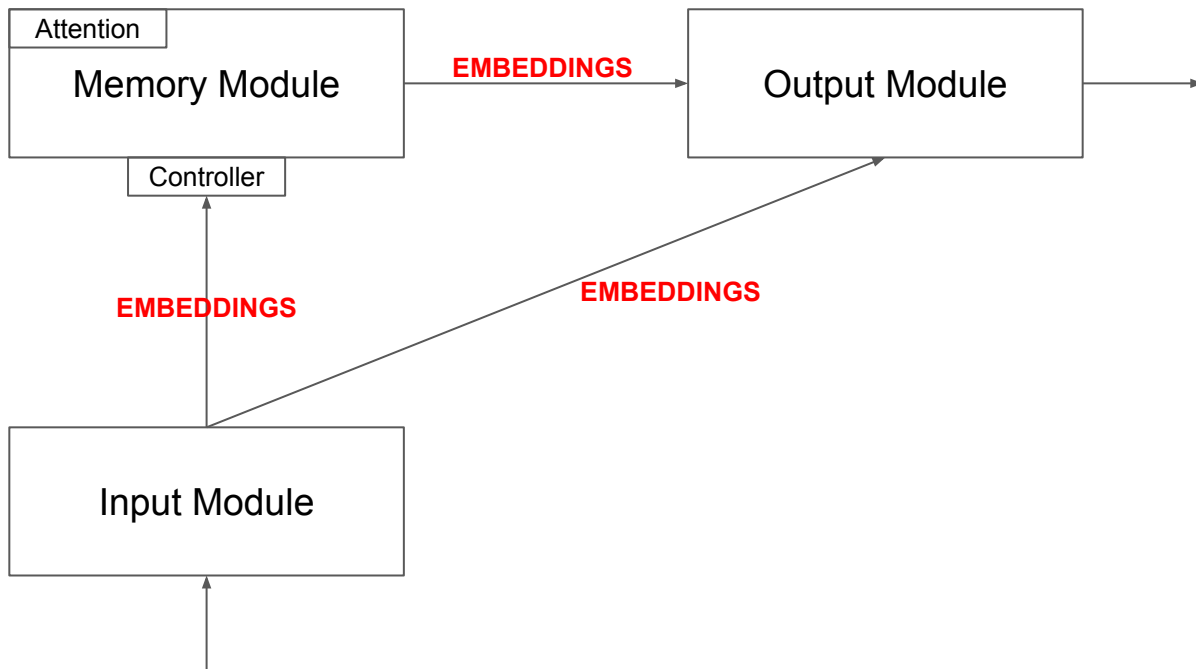 Attention
Memory Module
EMBEDDINGS
Output Module
Controller
EMBEDDINGS
EMBEDDINGS
Input Module